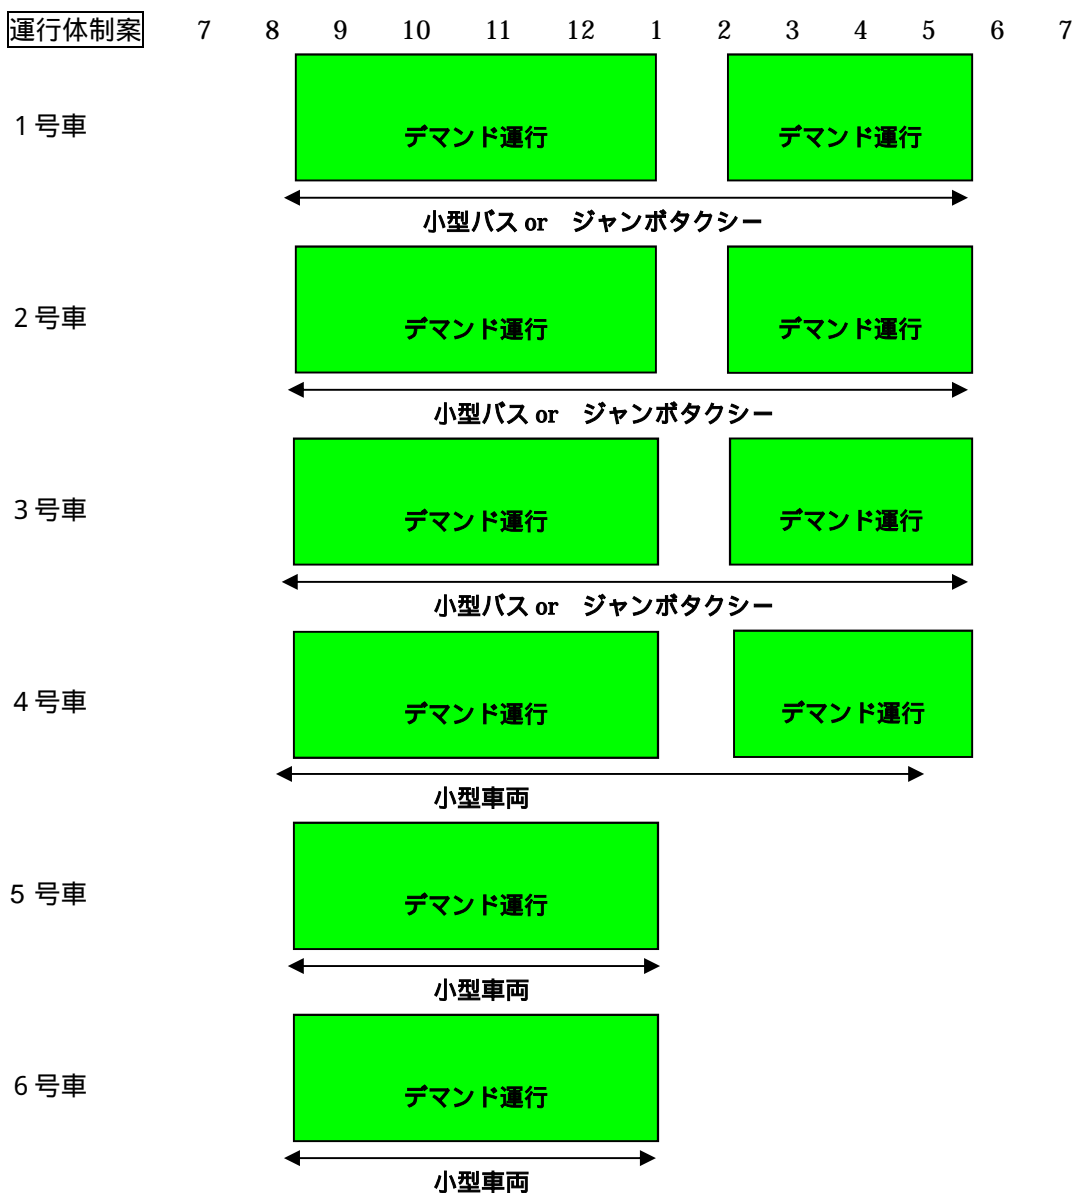 運行体制案 7 8 9 10 11 12 1 2 3 4 5 6 7
1号車 デマンド運行 デマンド運行
小型バス or ジャンボタクシー
2号車 デマンド運行 デマンド運行
小型バス or ジャンボタクシー
3号車 デマンド運行 デマンド運行
小型バス or ジャンボタクシー
4号車 デマンド運行 デマンド運行
小型車両
5 号車 デマンド運行
小型車両
6号車 デマンド運行
小型車両